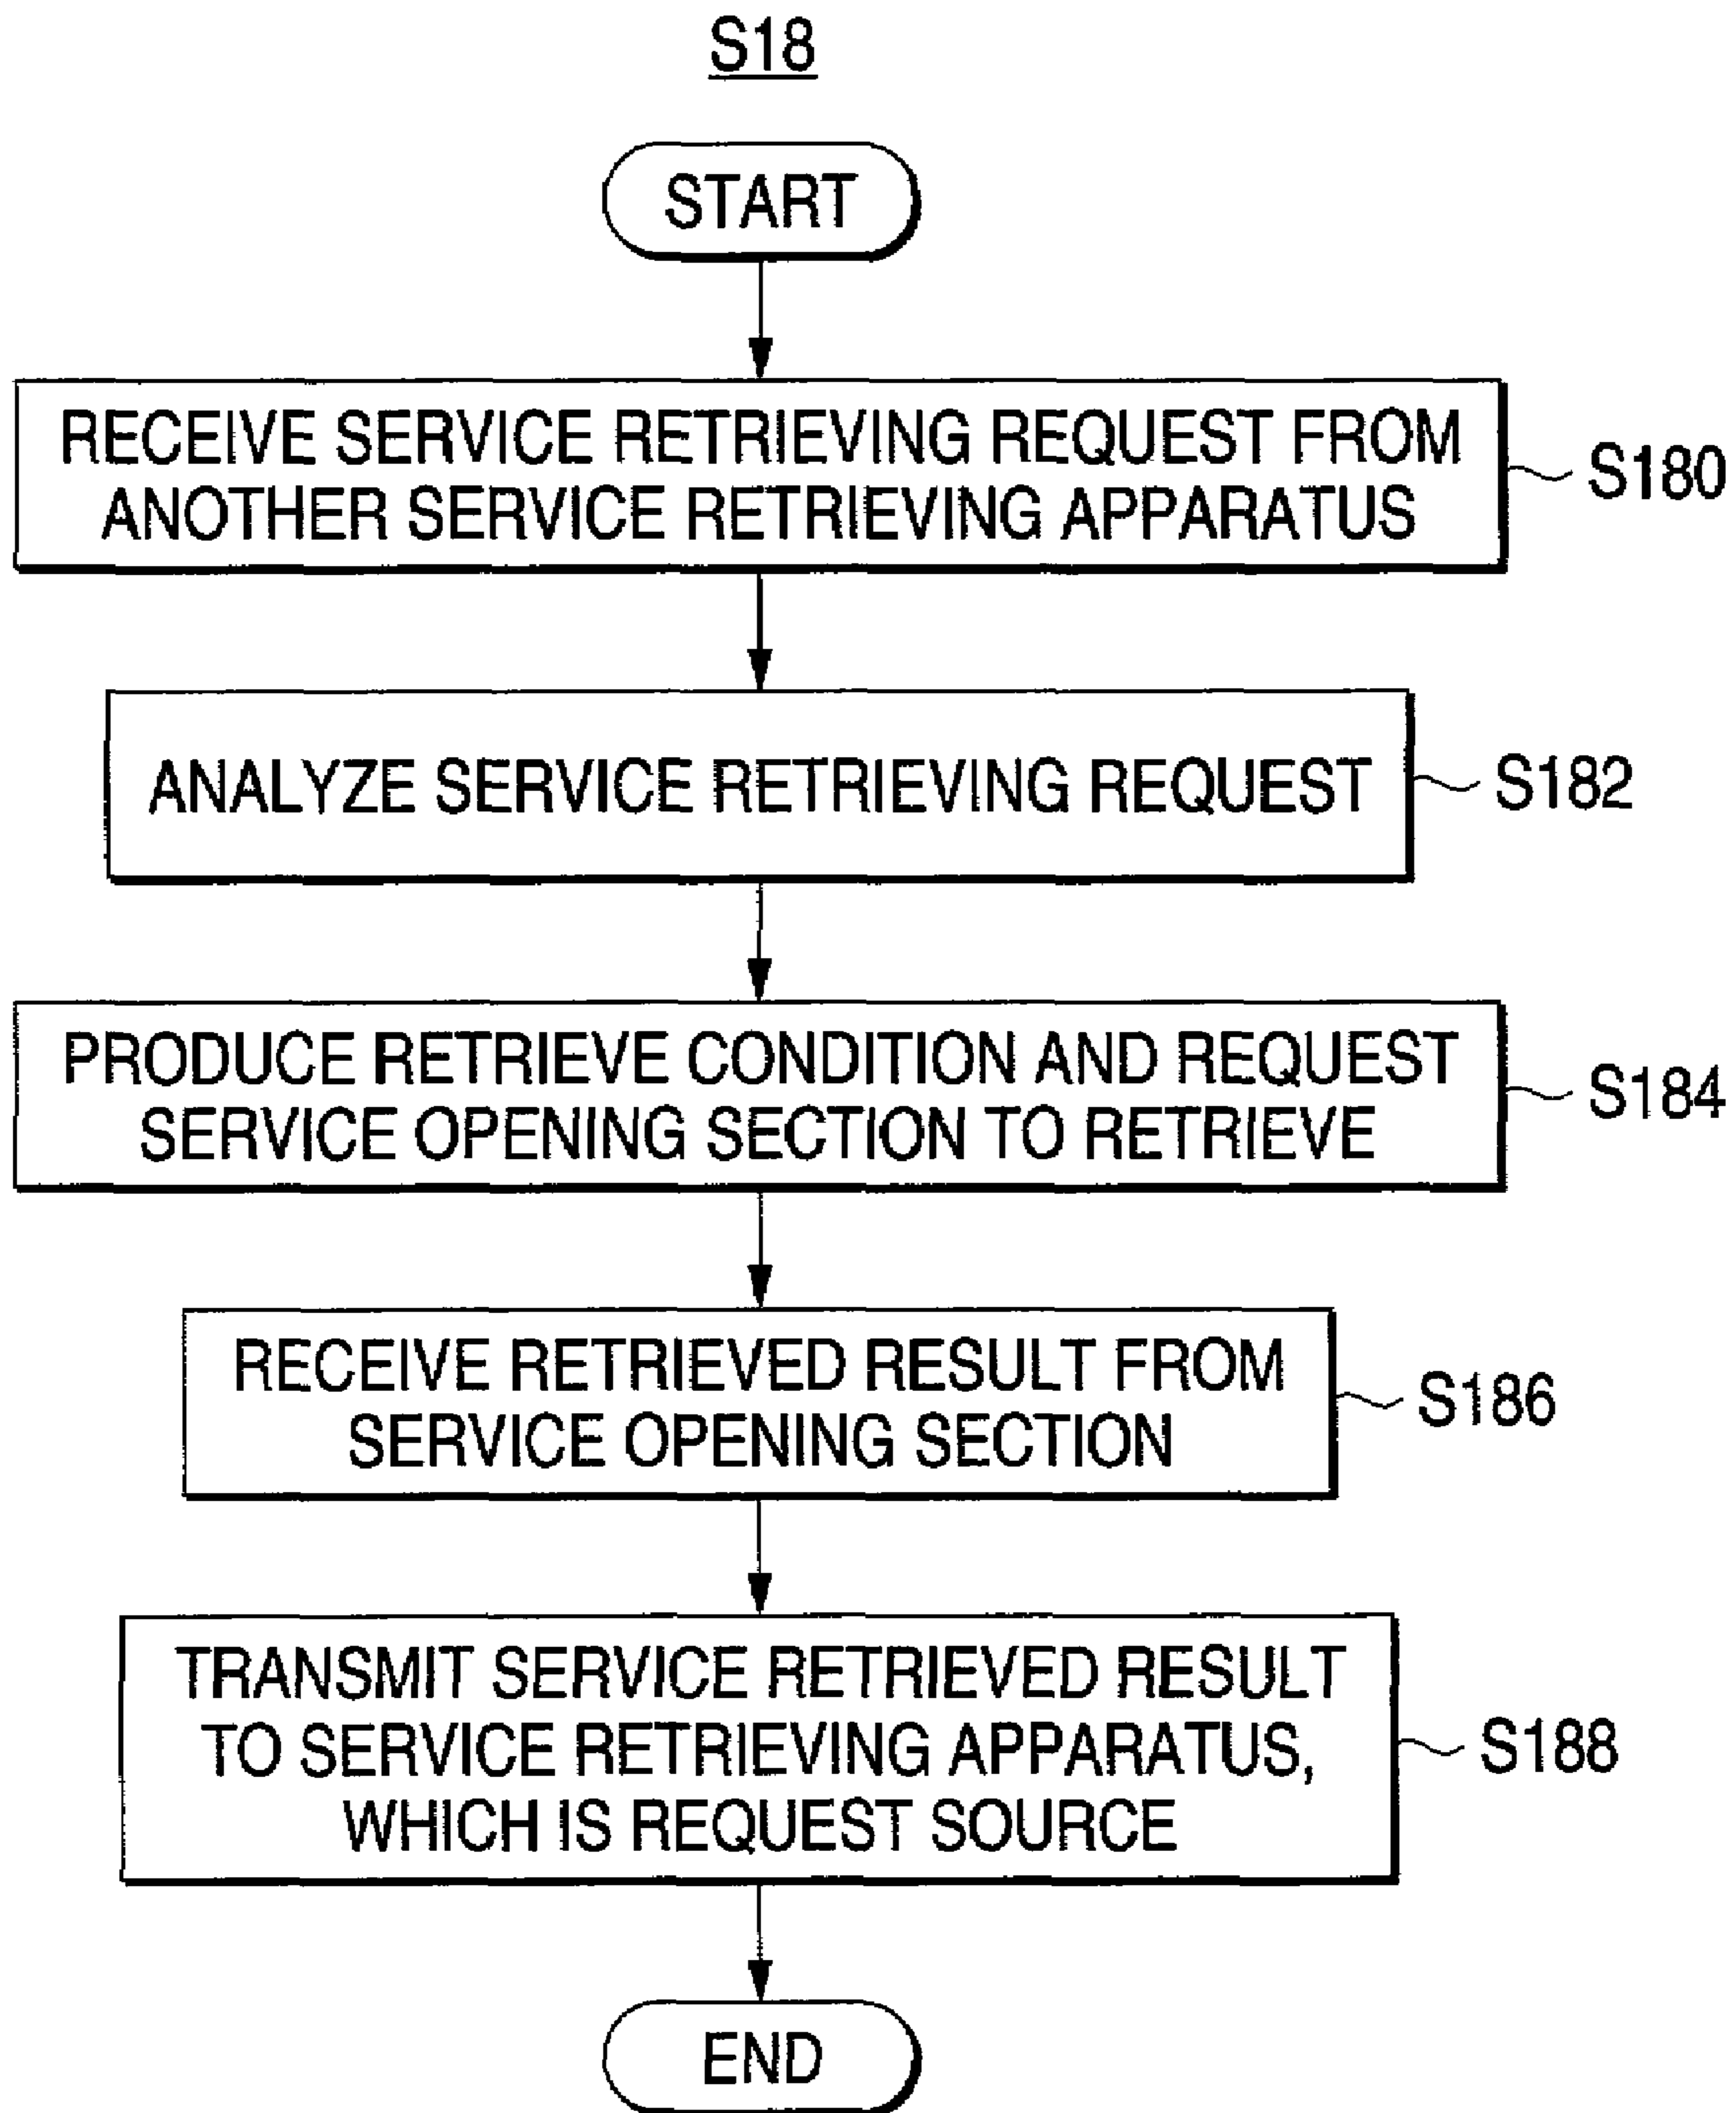 S18
START
RECEIVE SERVICE RETRIEVING REQUEST FROM
ANOTHER SERVICE RETRIEVING APPARATUS
S180
ANALYZE SERVICE RETRIEVING REQUEST
S182
PRODUCE RETRIEVE CONDITION AND REQUEST
SERVICE OPENING SECTION TO RETRIEVE
S184
RECEIVE RETRIEVED RESULT FROM
SERVICE OPENING SECTION
S186
TRANSMIT SERVICE RETRIEVED RESULT
TO SERVICE RETRIEVING APPARATUS,
WHICH IS REQUEST SOURCE
S188
END